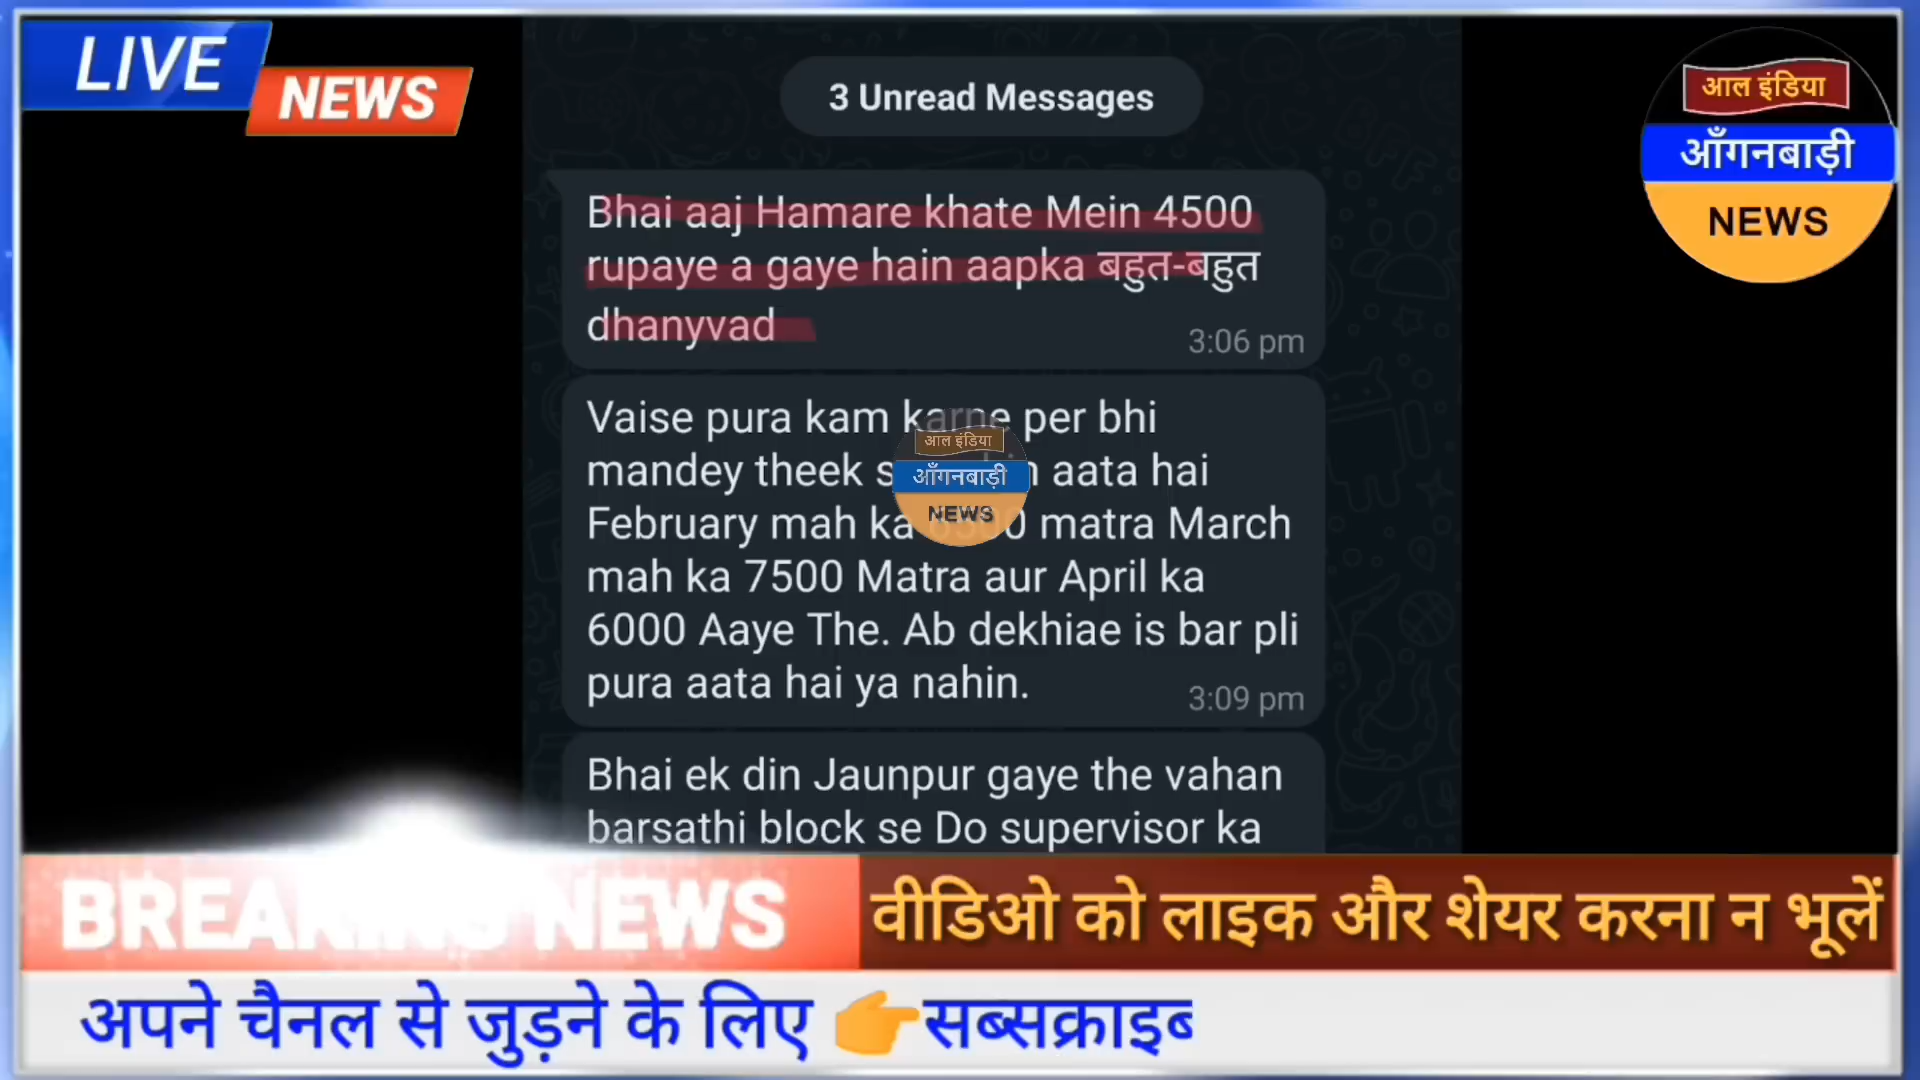 LIVE
NEWS
आल इंडिया
आँगनबाड़ी
NEWS
3 Unread Messages
Bhai aaj Hamare khate Mein 4500
rupaye a gaye hain aapka बहुत-बहुत
dhanyvad
3:06 pm
Vaise pura kam karne per bhi
mandey theek aata hai
February mah ka matra March
mah ka 7500 Matra aur April ka
6000 Aaye The. Ab dekhiae is bar pli
pura aata hai ya nahin.
3:09 pm
आल इंडिया
आँगनबाड़ी
NEWS
Bhai ek din Jaunpur gaye the vahan
barsathi block se Do supervisor ka
BREAKING NEWS
वीडिओ को लाइक और शेयर करना न भूलें
अपने चैनल से जुड़ने के लिए 👉सब्सक्राइब